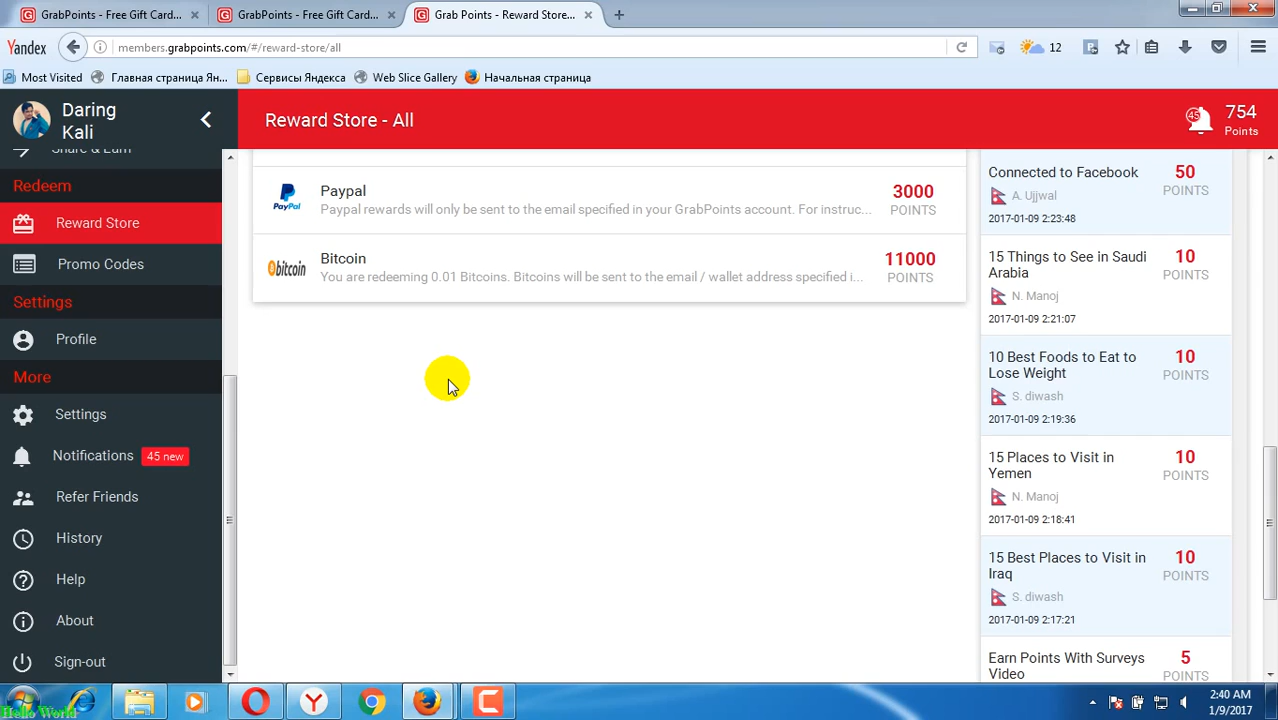 GrabPoints - Free Gift Card...
GrabPoints - Free Gift Card...
Grab Points - Reward Store...
Yandex
members.grabpoints.com/#/reward-store/all
12
Most Visited
Главная страница Ян...
Сервисы Яндекса
Web Slice Gallery
Начальная страница
Daring
Kali
Reward Store - All
45
754
Points
Share & Earn
Redeem
Reward Store
Promo Codes
Settings
Profile
More
Settings
Notifications
45 new
Refer Friends
History
Help
About
Sign-out
PayPal
Paypal
Paypal rewards will only be sent to the email specified in your GrabPoints account. For instruc...
3000
POINTS
bitcoin
Bitcoin
You are redeeming 0.01 Bitcoins. Bitcoins will be sent to the email / wallet address specified i...
11000
POINTS
Connected to Facebook
50
POINTS
A. Ujjwal
2017-01-09 2:23:48
15 Things to See in Saudi
Arabia
10
POINTS
N. Manoj
2017-01-09 2:21:07
10 Best Foods to Eat to
Lose Weight
10
POINTS
S. diwash
2017-01-09 2:19:36
15 Places to Visit in
Yemen
10
POINTS
N. Manoj
2017-01-09 2:18:41
15 Best Places to Visit in
Iraq
10
POINTS
S. diwash
2017-01-09 2:17:21
Earn Points With Surveys
Video
5
POINTS
Hello World
2:40 AM
1/9/2017